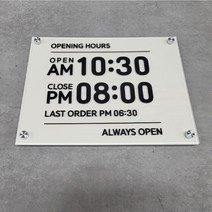 OPENING HOURS
OPEN
AM 10:30
CLOSE
PM 08:00
LAST ORDER PM 06:30
ALWAYS OPEN